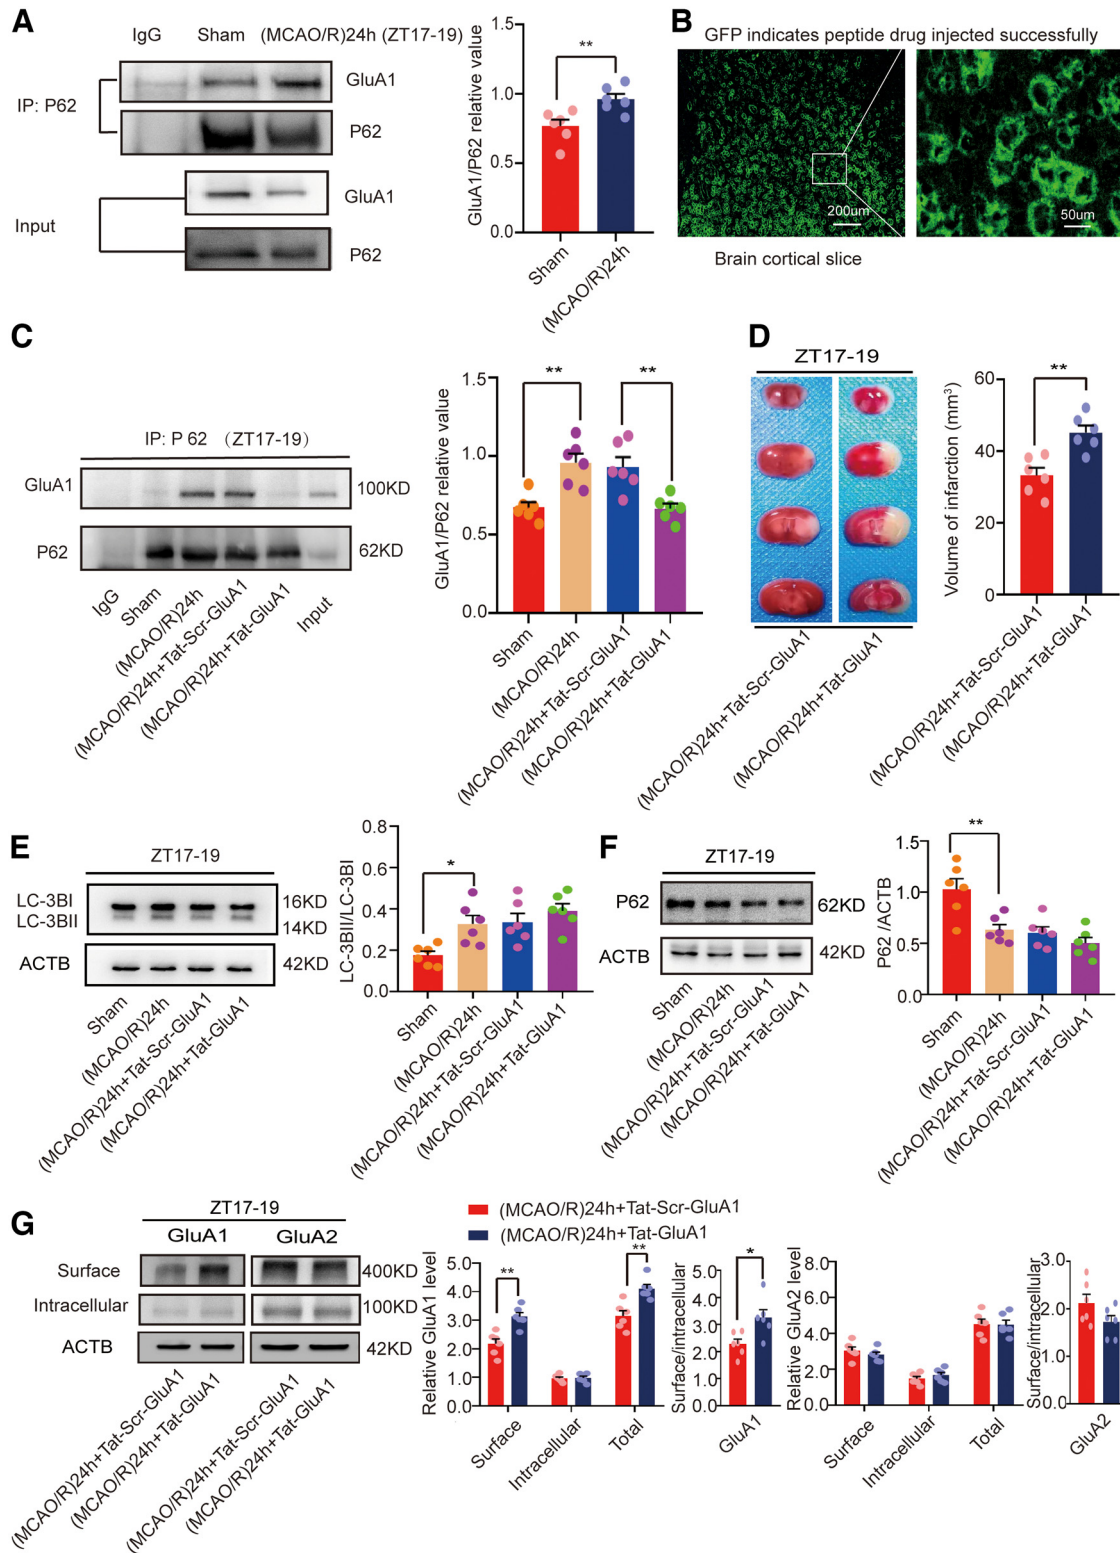 A
IgG Sham (MCAO/R)24h (ZT17-19)
IP: P62
GluA1
P62
Input
GluA1
P62
GluA1/P62 relative value
1.5
1.0
0.5
0.0
**
Sham
(MCAO/R)24h
B
GFP indicates peptide drug injected successfully
200um
50um
Brain cortical slice
C
IP: P 62 (ZT17-19)
GluA1
100KD
P62
62KD
IgG
Sham
(MCAO/R)24h
(MCAO/R)24h+Tat-Scr-GluA1
(MCAO/R)24h+Tat-GluA1
Input
GluA1/P62 relative value
1.5
1.0
0.5
0.0
** **
Sham
(MCAO/R)24h
(MCAO/R)24h+Tat-Scr-GluA1
(MCAO/R)24h+Tat-GluA1
D
ZT17-19
(MCAO/R)24h+Tat-Scr-GluA1
(MCAO/R)24h+Tat-GluA1
Volume of infarction (mm³)
60
40
20
0
**
(MCAO/R)24h+Tat-Scr-GluA1
(MCAO/R)24h+Tat-GluA1
E
ZT17-19
LC-3BI
LC-3BII
16KD
14KD
ACTB
42KD
Sham
(MCAO/R)24h
(MCAO/R)24h+Tat-Scr-GluA1
(MCAO/R)24h+Tat-GluA1
LC-3BII/LC-3BI
0.8
0.6
0.4
0.2
0.0
*
Sham
(MCAO/R)24h
(MCAO/R)24h+Tat-Scr-GluA1
(MCAO/R)24h+Tat-GluA1
F
ZT17-19
P62
62KD
ACTB
42KD
Sham
(MCAO/R)24h
(MCAO/R)24h+Tat-Scr-GluA1
(MCAO/R)24h+Tat-GluA1
P62 /ACTB
1.5
1.0
0.5
0.0
**
Sham
(MCAO/R)24h
(MCAO/R)24h+Tat-Scr-GluA1
(MCAO/R)24h+Tat-GluA1
G
ZT17-19
GluA1 GluA2
Surface
400KD
Intracellular
100KD
ACTB
42KD
(MCAO/R)24h+Tat-Scr-GluA1
(MCAO/R)24h+Tat-GluA1
(MCAO/R)24h+Tat-Scr-GluA1
(MCAO/R)24h+Tat-GluA1
(MCAO/R)24h+Tat-Scr-GluA1
(MCAO/R)24h+Tat-GluA1
Relative GluA1 level
5.0
4.0
3.0
2.0
1.0
0.0
** **
Surface
Intracellular
Total
Surface/intracellular
5.0
4.0
3.0
2.0
1.0
0.0
*
GluA1
Relative GluA2 level
8.0
6.0
4.0
2.0
0.0
Surface
Intracellular
Total
Surface/intracellular
3.0
2.0
1.0
0.0
GluA2